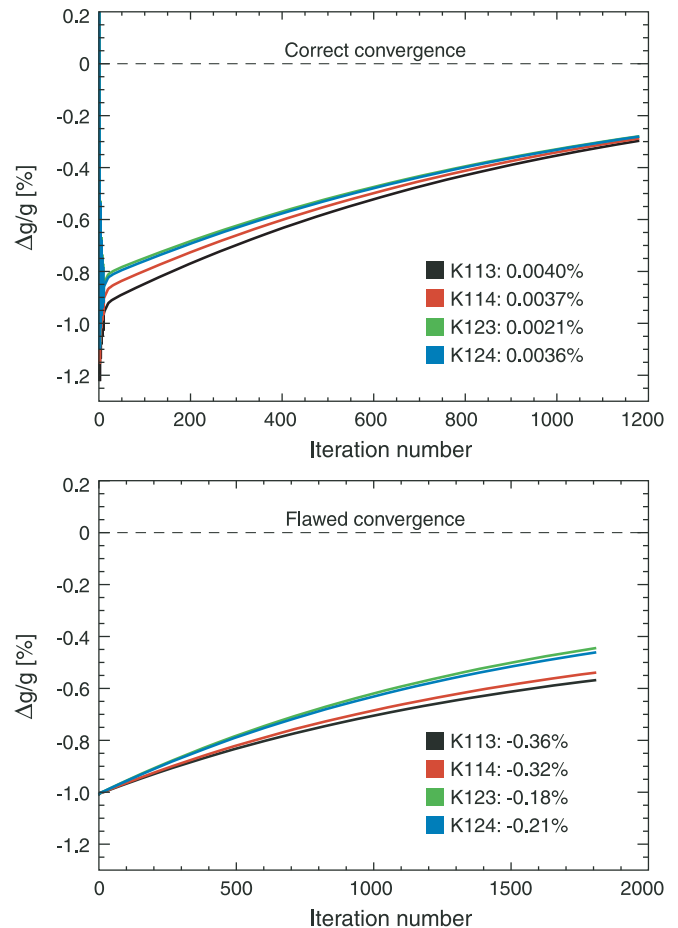 0.2
Correct convergence
0
-0.2
-0.4
-0.6
-0.8
-1.0
-1.2
Δg/g [%]
K113: 0.0040%
K114: 0.0037%
K123: 0.0021%
K124: 0.0036%
0 200 400 600 800 1000 1200
Iteration number
0.2
Flawed convergence
0
-0.2
-0.4
-0.6
-0.8
-1.0
-1.2
Δg/g [%]
K113: -0.36%
K114: -0.32%
K123: -0.18%
K124: -0.21%
0 500 1000 1500 2000
Iteration number